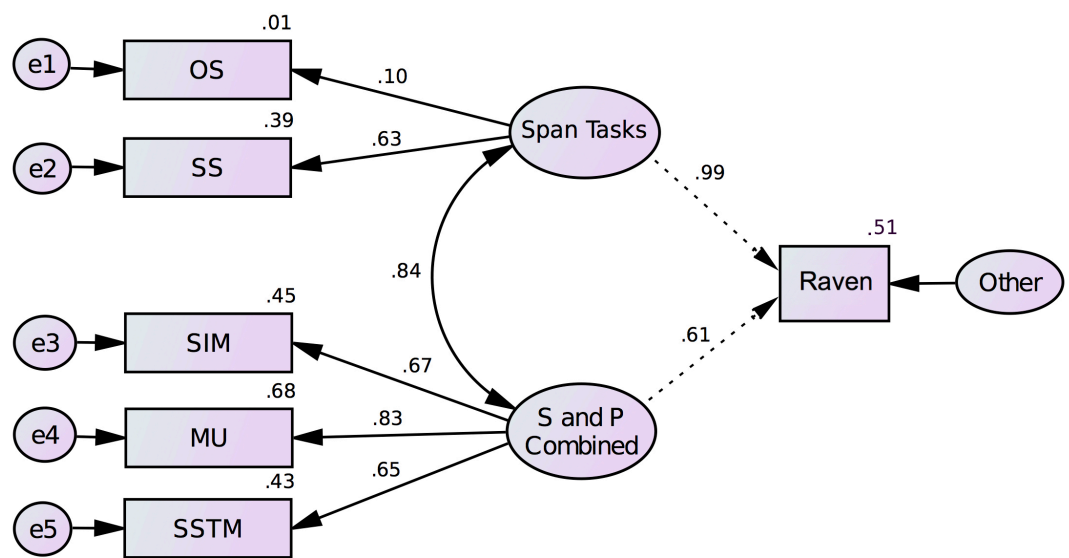 .01
e1
OS
.10
Span Tasks
.39
e2
SS
.63
.99
.84
.51
Raven
Other
.45
e3
SIM
.67
.61
.68
e4
MU
.83
S and P
Combined
.43
e5
SSTM
.65